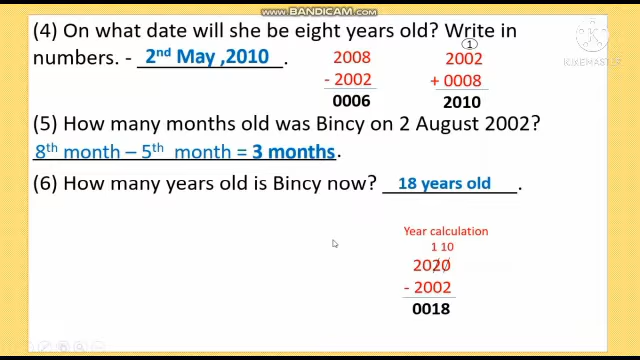 WWW.BANDICAM.COM
(4) On what date will she be eight years old? Write in
numbers. - 2nd May ,2010.
2008
- 2002
0006
1
2002
+ 0008
2010
KINEMASTER
(5) How many months old was Bincy on 2 August 2002?
8th month – 5th month = 3 months.
(6) How many years old is Bincy now? 18 years old.
Year calculation
1 10
2020
- 2002
0018